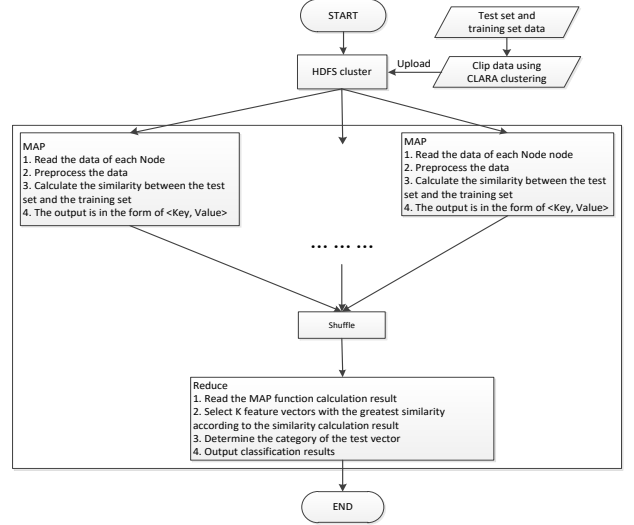 START
Test set and
training set data
HDFS cluster
Upload
Clip data using
CLARA clustering
MAP
1. Read the data of each Node
2. Preprocess the data
3. Calculate the similarity between the test
set and the training set
4. The output is in the form of <Key, Value>
MAP
1. Read the data of each Node node
2. Preprocess the data
3. Calculate the similarity between the test
set and the training set
4. The output is in the form of <Key, Value>
... ... ...
Shuffle
Reduce
1. Read the MAP function calculation result
2. Select K feature vectors with the greatest similarity
according to the similarity calculation result
3. Determine the category of the test vector
4. Output classification results
END